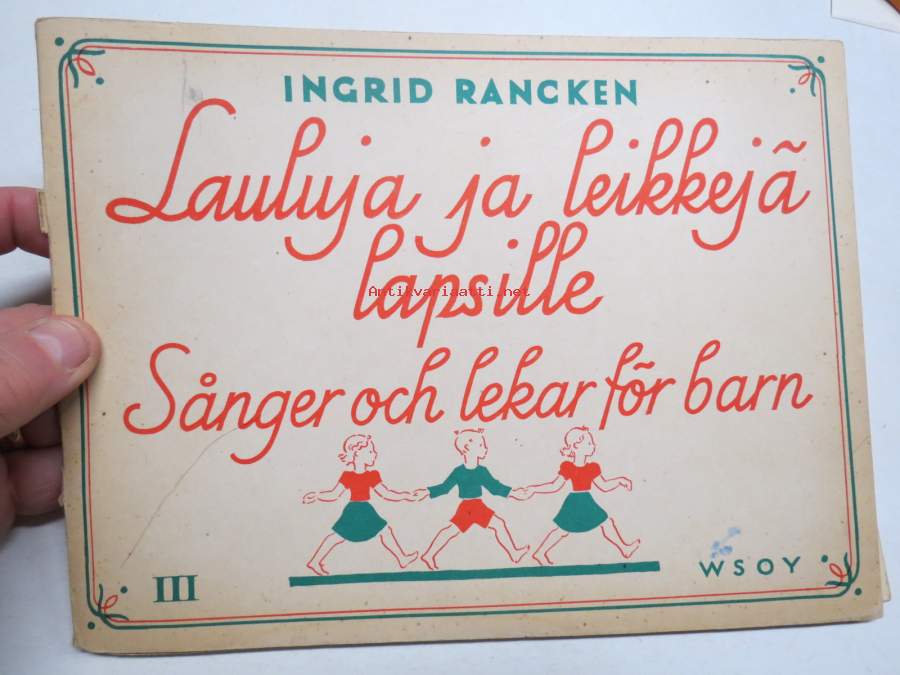 INGRID RANCKEN
Lauluja ja leikkejä
lapsille
Antikvariaatti.net
Sånger och lekar för barn
III
WSOY